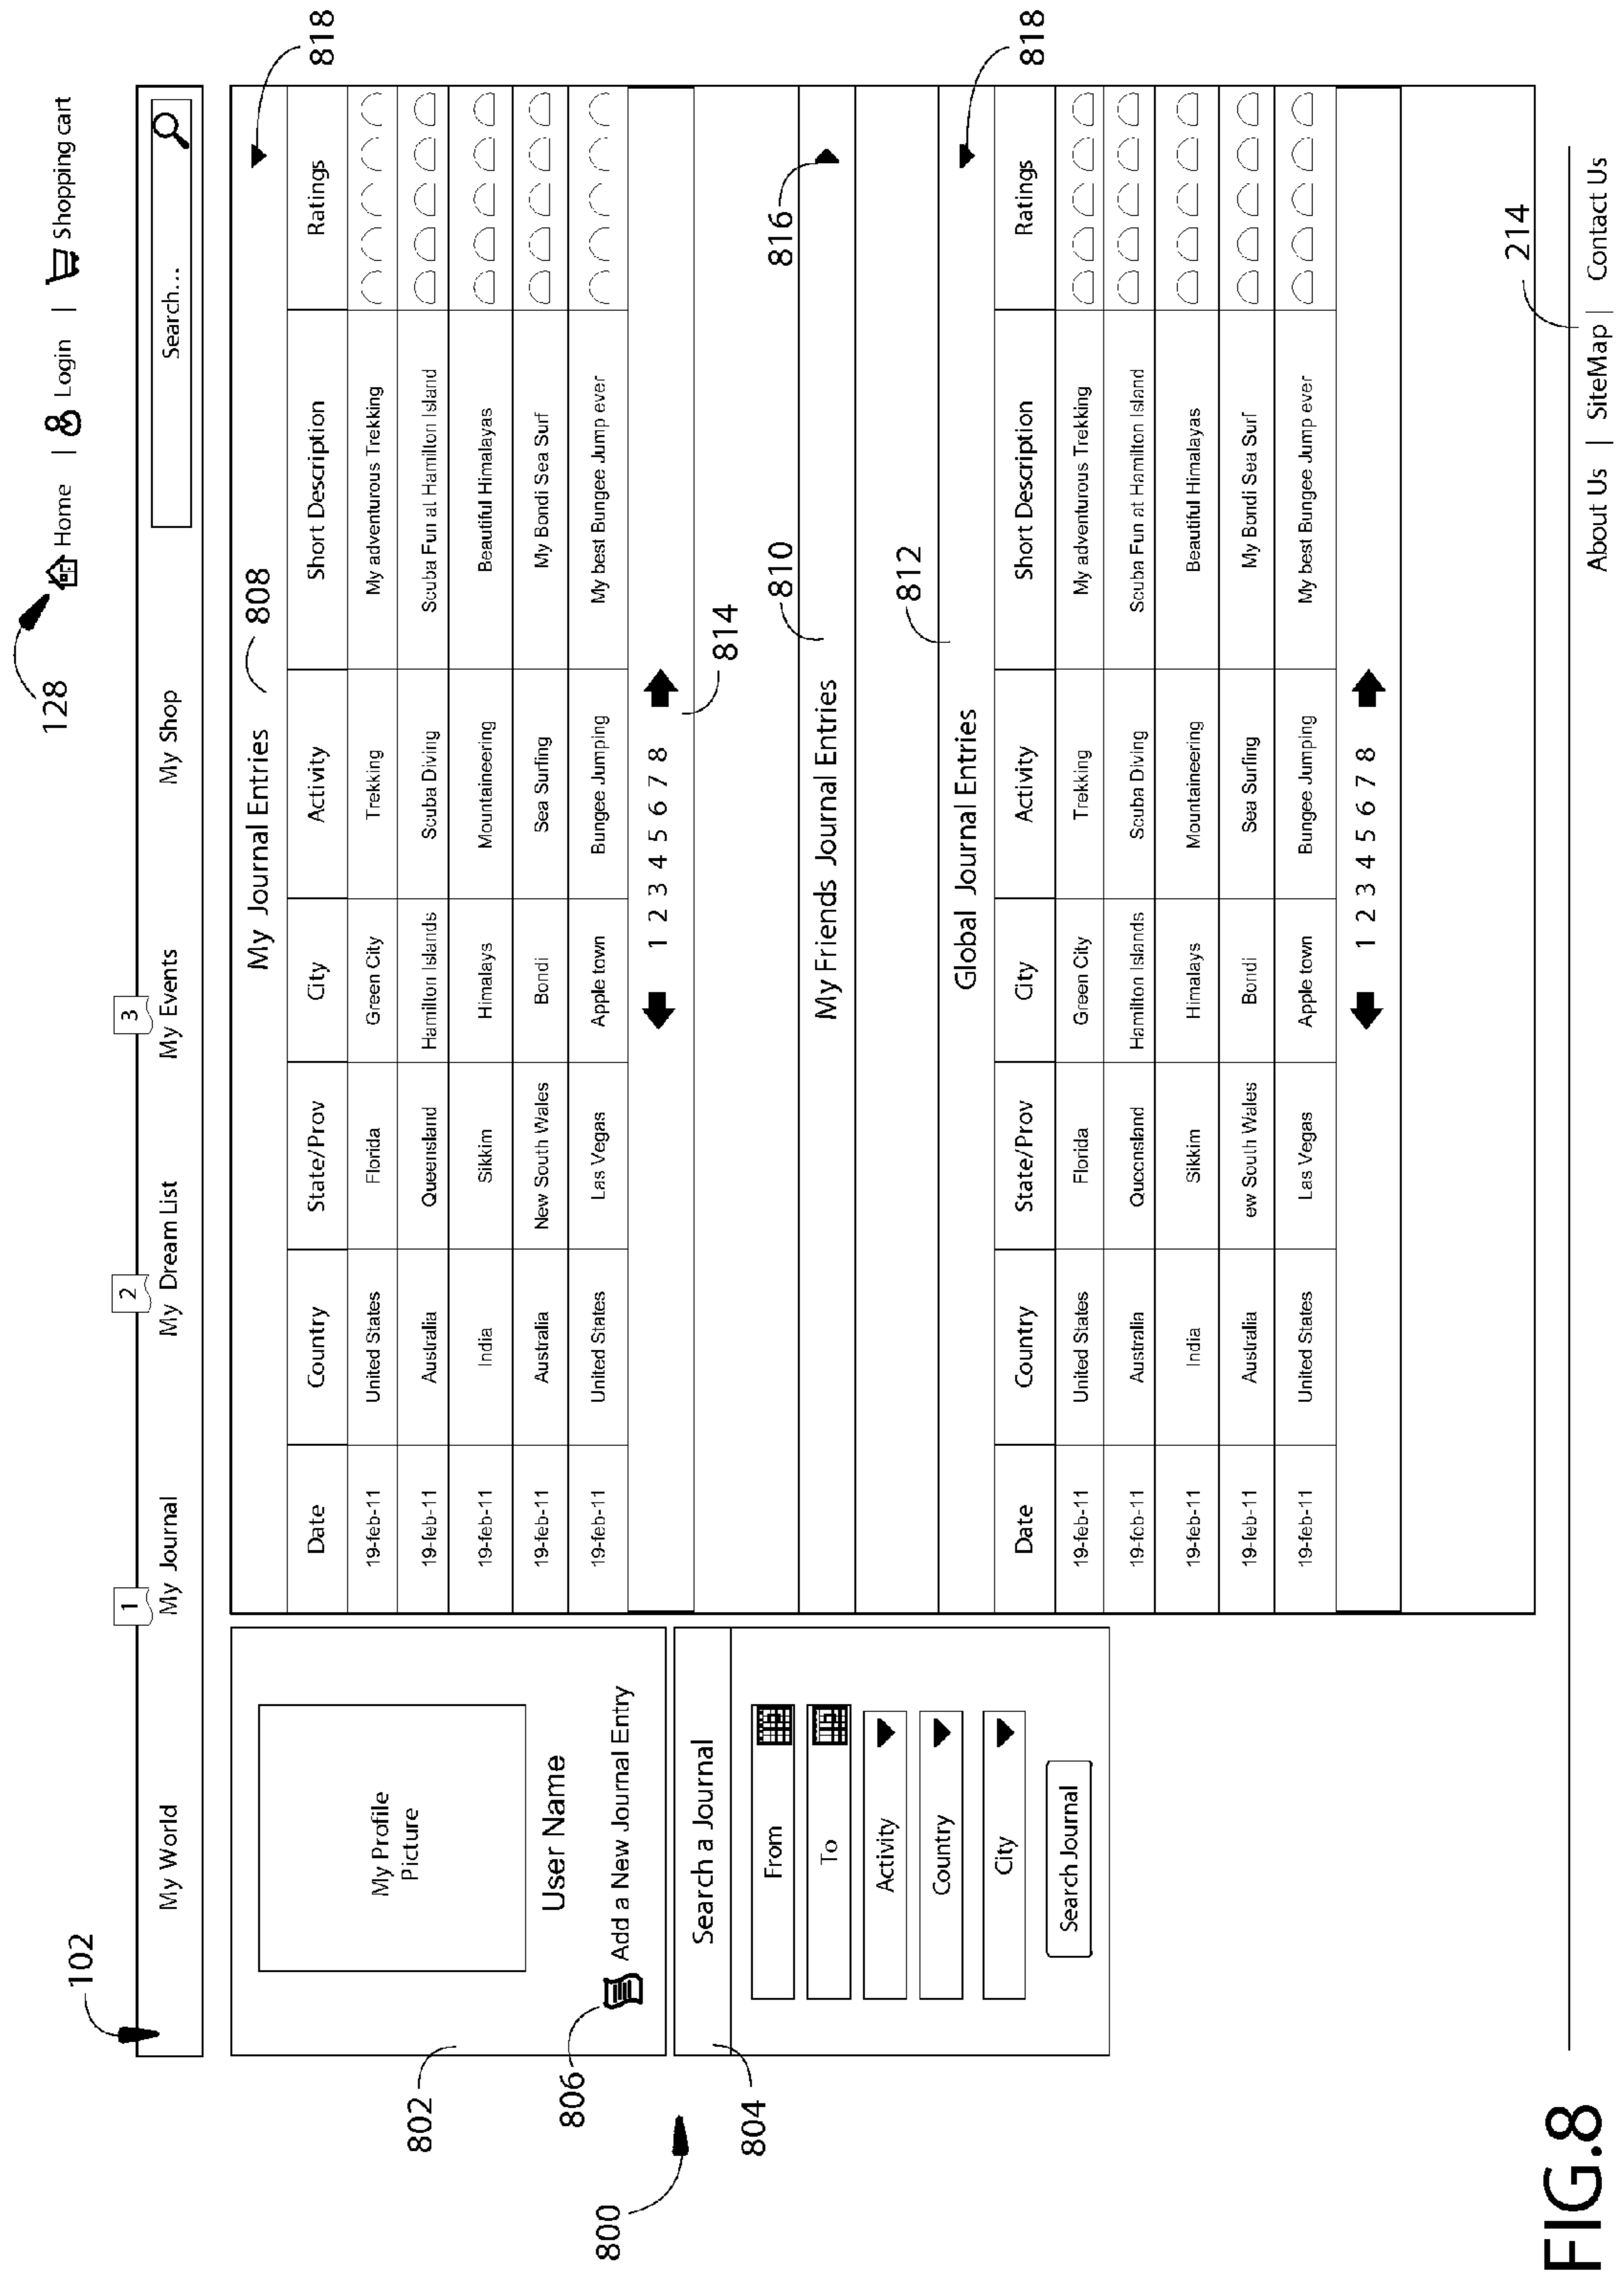 128
Home | Login | Shopping cart
102
1 2 3
My World My Journal My Dream List My Events My Shop Search...
818
My Journal Entries 808
Date Country State/Prov City Activity Short Description Ratings
19-feb-11 United States Florida Green City Trekking My adventurous Trekking
19-feb-11 Australia Queensland Hamilton Islands Scuba Diving Scuba Fun at Hamilton Island
19-feb-11 India Sikkim Himalays Mountaineering Beautiful Himalayas
19-feb-11 Australia New South Wales Bondi Sea Surfing My Bondi Sea Surf
19-feb-11 United States Las Vegas Apple town Bungee Jumping My best Bungee Jump ever
1 2 3 4 5 6 7 8
814
810
816
My Friends Journal Entries
812
818
Global Journal Entries
Date Country State/Prov City Activity Short Description Ratings
19-feb-11 United States Florida Green City Trekking My adventurous Trekking
19-feb-11 Australia Queensland Hamilton Islands Scuba Diving Scuba Fun at Hamilton Island
19-feb-11 India Sikkim Himalays Mountaineering Beautiful Himalayas
19-feb-11 Australia ew South Wales Bondi Sea Surfing My Bondi Sea Surf
19-feb-11 United States Las Vegas Apple town Bungee Jumping My best Bungee Jump ever
1 2 3 4 5 6 7 8
My Profile
Picture
802
User Name
806
Add a New Journal Entry
800
Search a Journal
804
From
To
Activity
Country
City
Search Journal
214
About Us | SiteMap | Contact Us
FIG.8